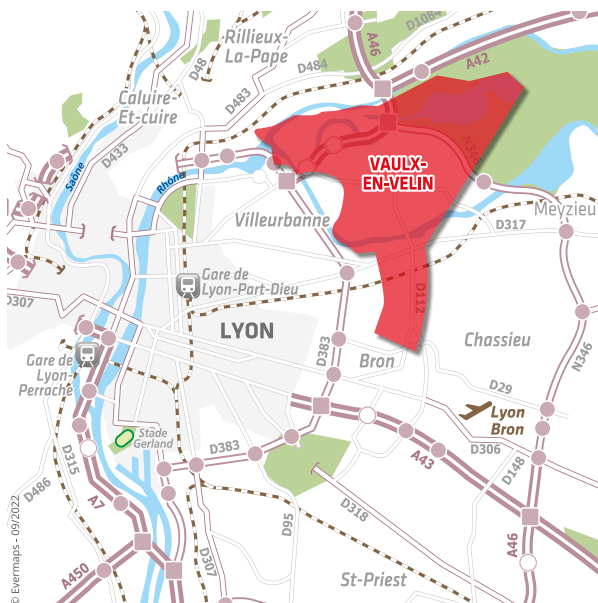 D1084
A46
Rillieux-
La-Pape
D48
D484
A42
D483
Caluire-
Et-cuire
D433
Saône
Rhône
N346
VAULX-
EN-VELIN
Villeurbanne
Meyzieu
D317
Gare de
Lyon-Part-Dieu
D307
D112
LYON
D383
Chassieu
Bron
N346
Gare de
Lyon-
Perrache
D29
Lyon
Bron
Stade
Gerland
D383
D306
A43
D148
D315
D486
A7
D318
D95
A46
D307
A450
St-Priest
© Evermaps - 09/2022